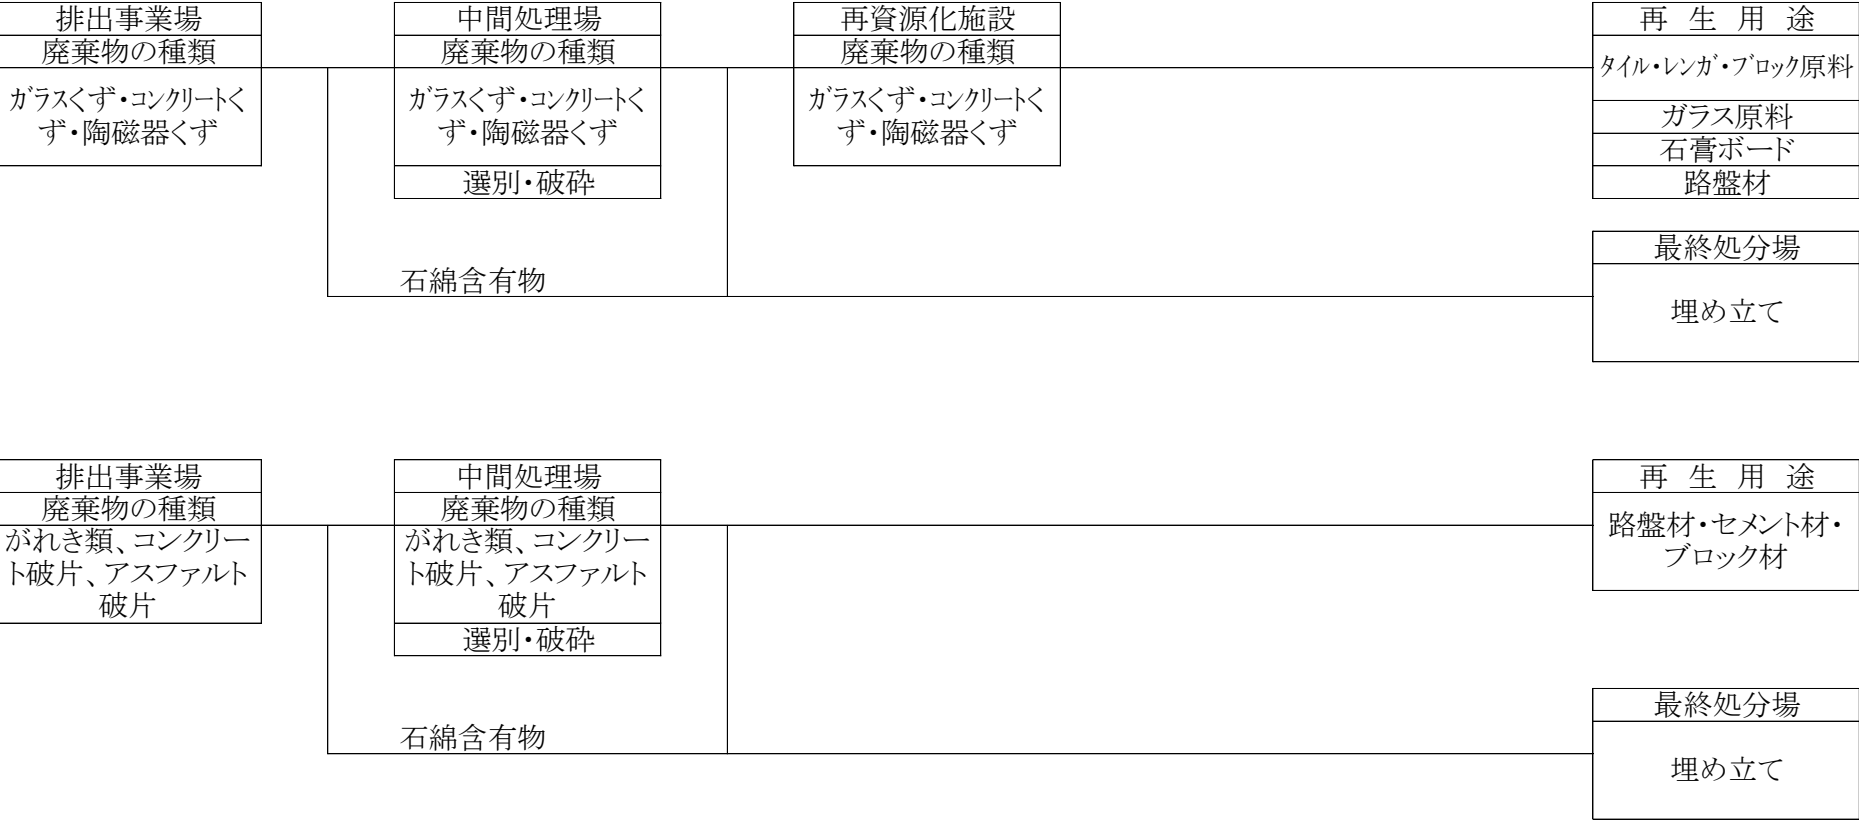 排出事業場
廃棄物の種類
ガラスくず・コンクリートく
ず・陶磁器くず
中間処理場
廃棄物の種類
ガラスくず・コンクリートく
ず・陶磁器くず
選別・破砕
再資源化施設
廃棄物の種類
ガラスくず・コンクリートく
ず・陶磁器くず
再 生 用 途
タイル・レンガ・ブロック原料
ガラス原料
石膏ボード
路盤材
石綿含有物
最終処分場
埋め立て
排出事業場
廃棄物の種類
がれき類、コンクリー
ト破片、アスファルト
破片
中間処理場
廃棄物の種類
がれき類、コンクリー
ト破片、アスファルト
破片
選別・破砕
再 生 用 途
路盤材・セメント材・
ブロック材
石綿含有物
最終処分場
埋め立て